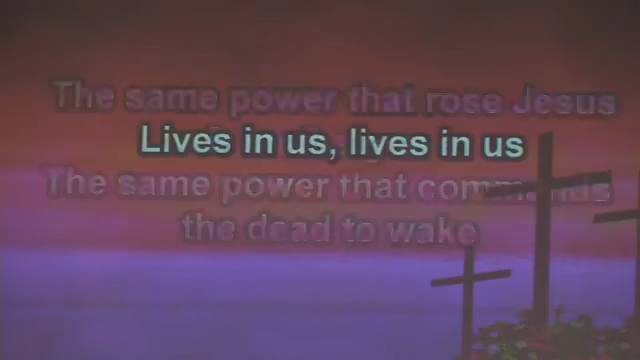 The same power that rose Jesus
Lives in us, lives in us
The same power that commands
the dead to wake